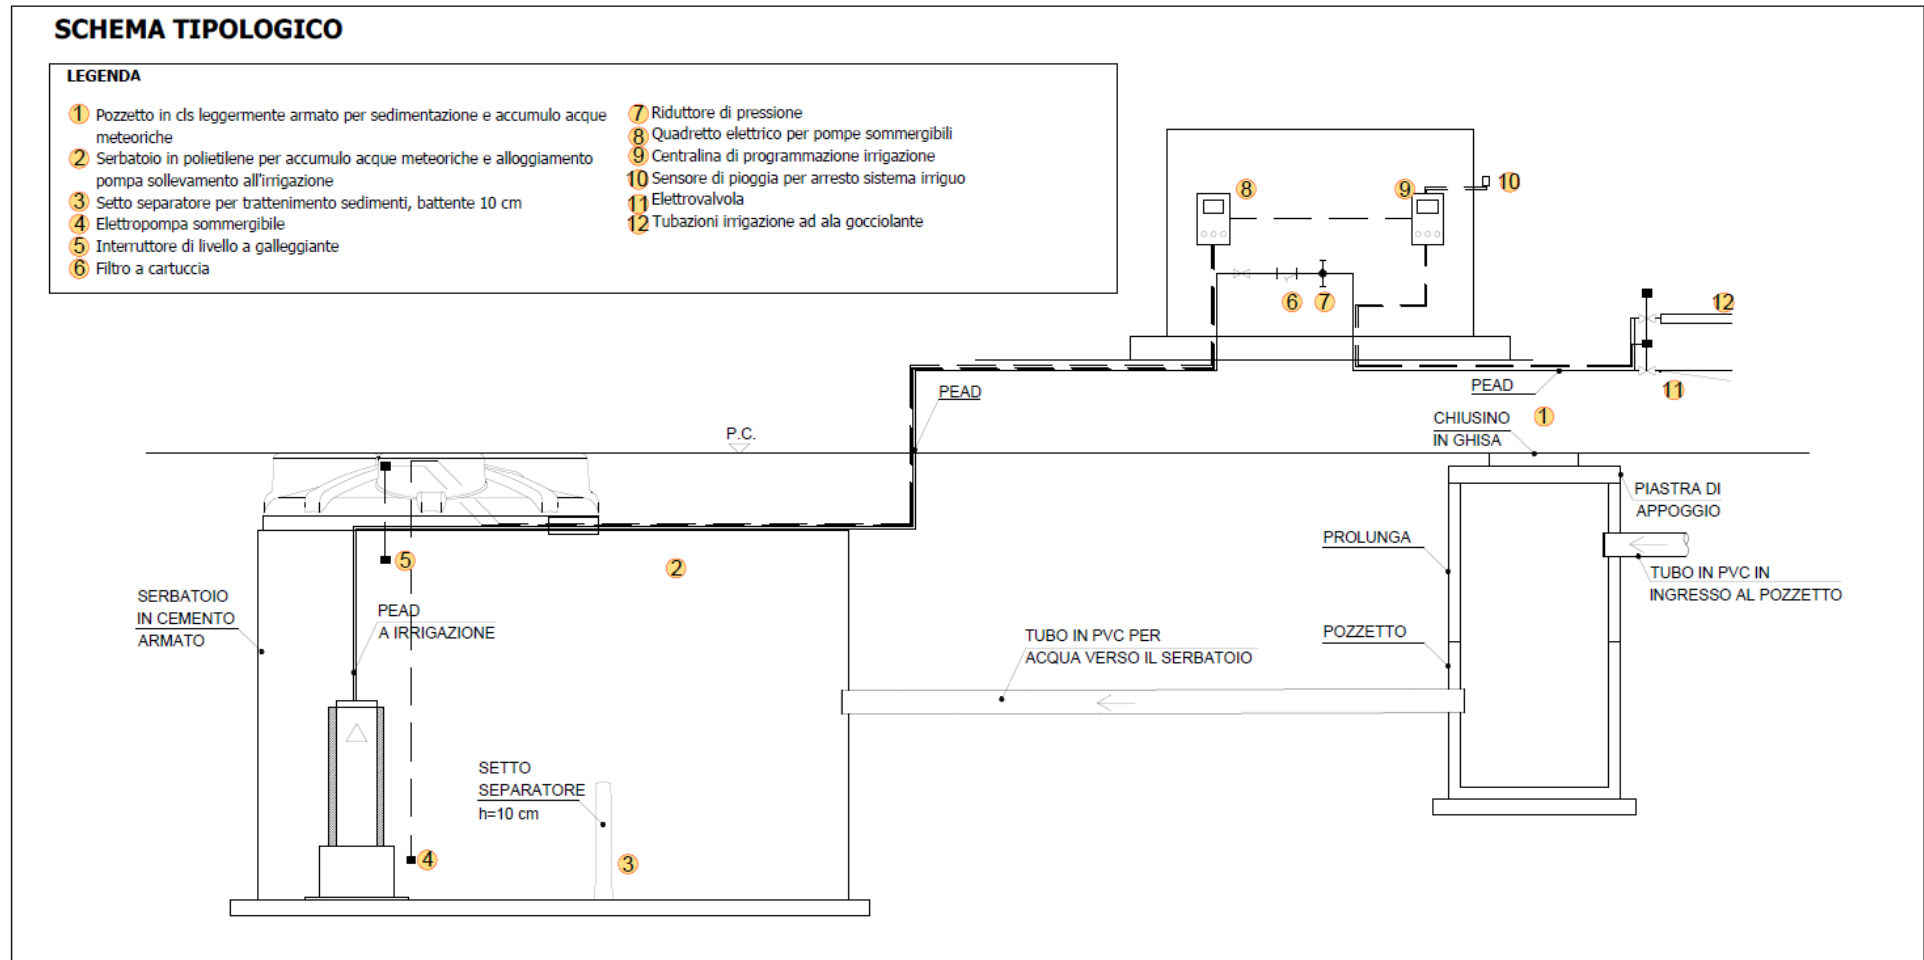 SCHEMA TIPOLOGICO
LEGENDA
1 Pozzetto in cls leggermente armato per sedimentazione e accumulo acque
meteoriche
2 Serbatoio in polietilene per accumulo acque meteoriche e alloggiamento
pompa sollevamento all'irrigazione
3 Setto separatore per trattenimento sedimenti, battente 10 cm
4 Elettropompa sommergibile
5 Interruttore di livello a galleggiante
6 Filtro a cartuccia
7 Riduttore di pressione
8 Quadretto elettrico per pompe sommergibili
9 Centralina di programmazione irrigazione
10 Sensore di pioggia per arresto sistema irriguo
11 Elettrovalvola
12 Tubazioni irrigazione ad ala gocciolante
8
9
10
6
7
12
11
PEAD
PEAD
1
CHIUSINO
IN GHISA
P.C.
PIASTRA DI
APPOGGIO
PROLUNGA
TUBO IN PVC IN
INGRESSO AL POZZETTO
5
2
SERBATOIO
IN CEMENTO
ARMATO
PEAD
A IRRIGAZIONE
TUBO IN PVC PER
ACQUA VERSO IL SERBATOIO
POZZETTO
SETTO
SEPARATORE
h=10 cm
4
3